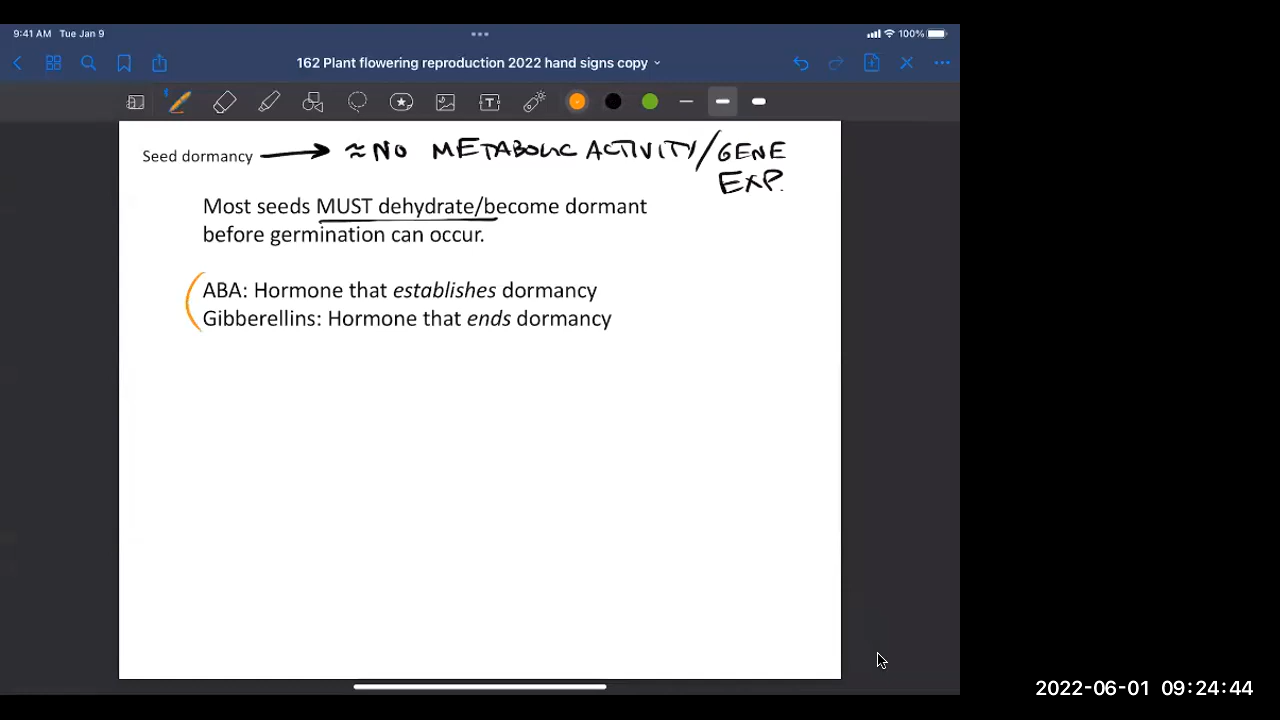 9:41 AM Tue Jan 9
100%
162 Plant flowering reproduction 2022 hand signs copy
Seed dormancy → ≈ NO METABOLIC ACTIVITY/GENE
EXP.
Most seeds MUST dehydrate/become dormant
before germination can occur.
ABA: Hormone that establishes dormancy
Gibberellins: Hormone that ends dormancy
2022-06-01 09:24:44